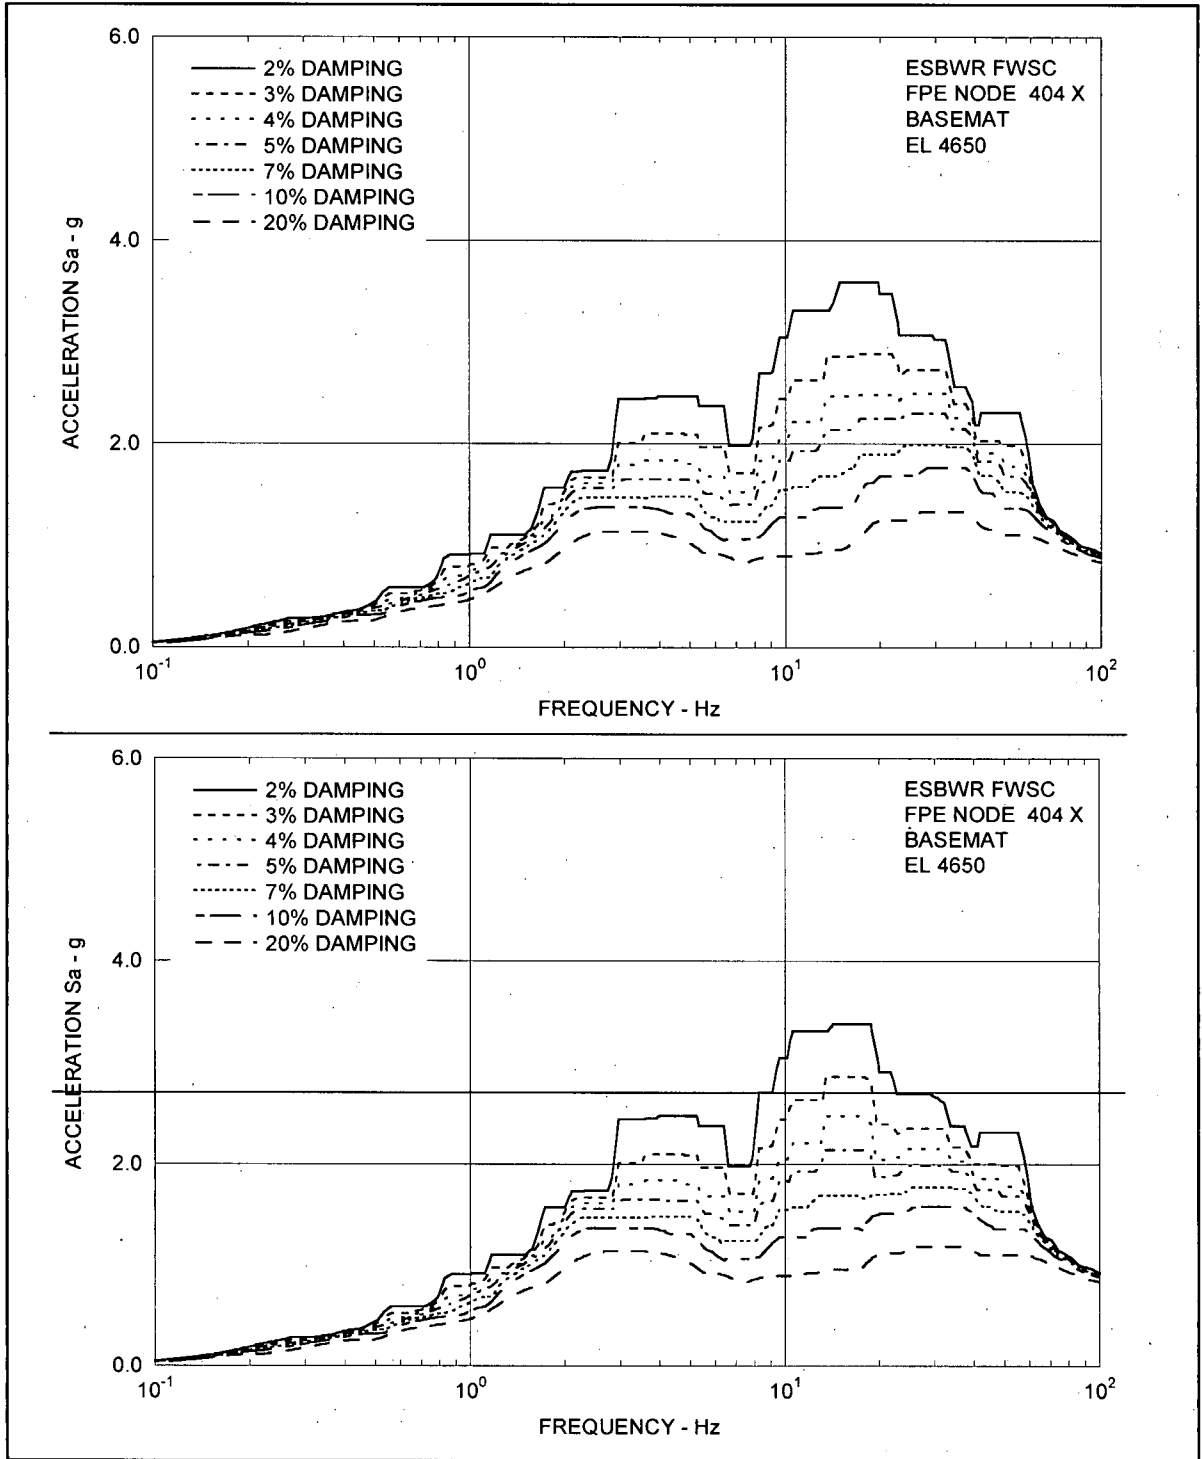 6.0
2% DAMPING
3% DAMPING
4% DAMPING
5% DAMPING
7% DAMPING
10% DAMPING
20% DAMPING
ESBWR FWSC
FPE NODE 404 X
BASEMAT
EL 4650
4.0
2.0
0.0
ACCELERATION Sa - g
10⁻¹ 10⁰ 10¹ 10²
FREQUENCY - Hz
6.0
2% DAMPING
3% DAMPING
4% DAMPING
5% DAMPING
7% DAMPING
10% DAMPING
20% DAMPING
ESBWR FWSC
FPE NODE 404 X
BASEMAT
EL 4650
4.0
2.0
0.0
ACCELERATION Sa - g
10⁻¹ 10⁰ 10¹ 10²
FREQUENCY - Hz